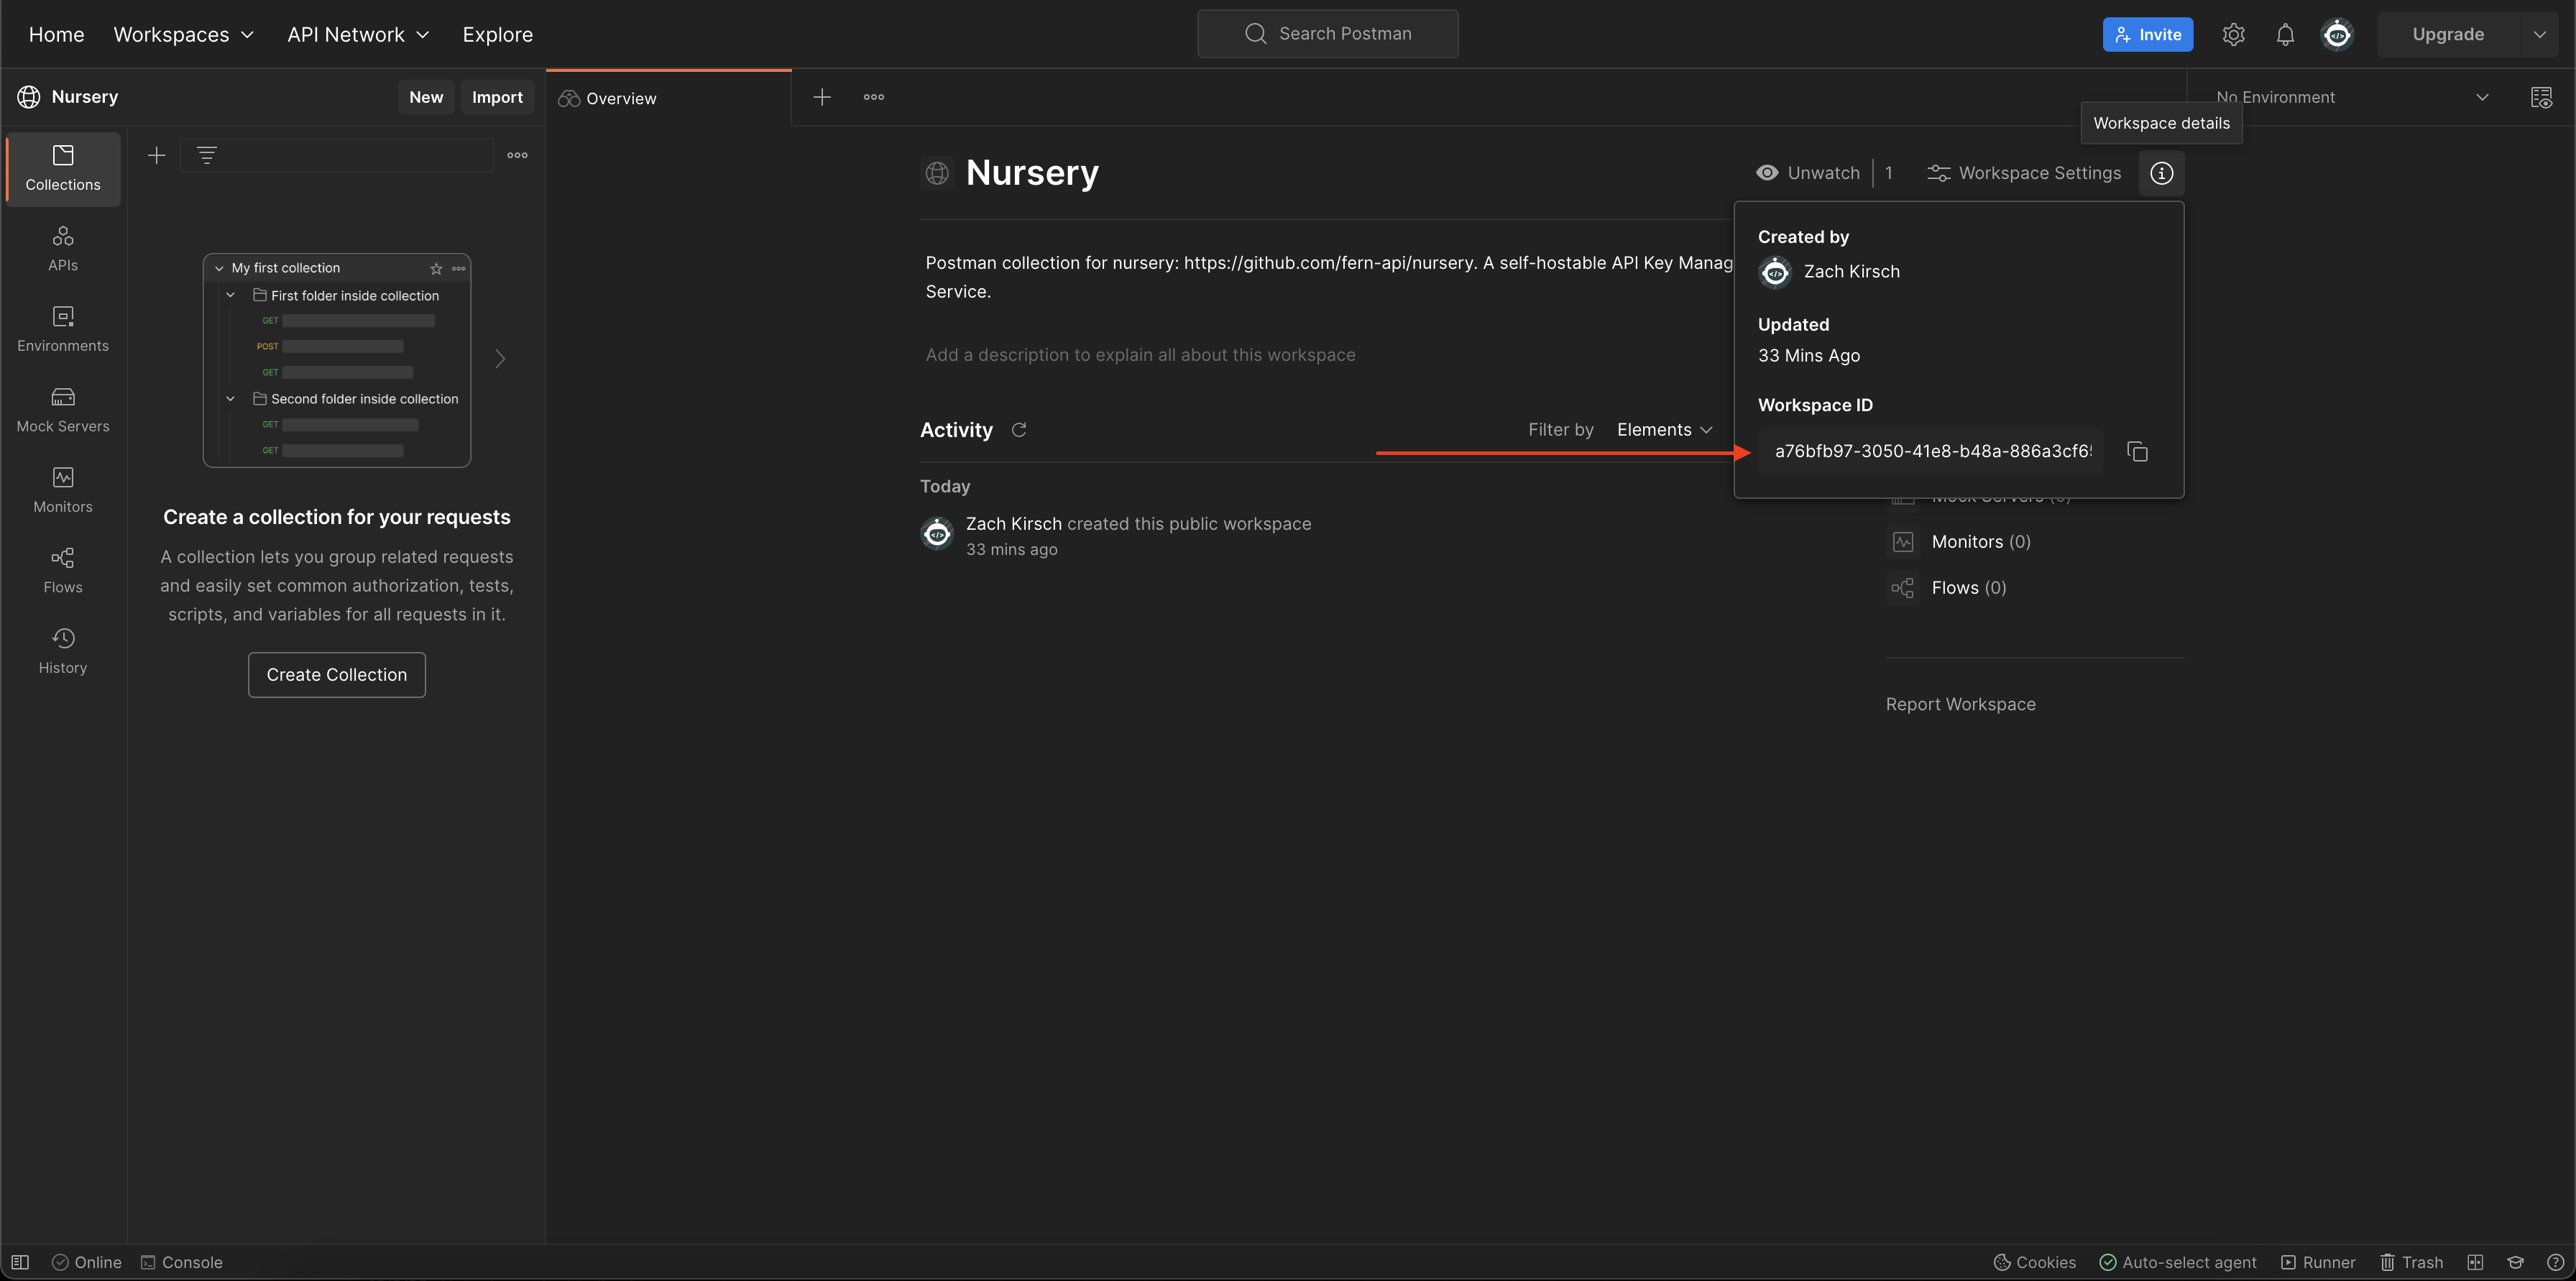 Home Workspaces API Network Explore
Search Postman
Invite Upgrade
Nursery New Import
Overview
No Environment
Workspace details
Collections
APIs
Environments
Mock Servers
Monitors
Flows
History
My first collection
First folder inside collection
GET
POST
GET
Second folder inside collection
GET
GET
Create a collection for your requests
A collection lets you group related requests
and easily set common authorization, tests,
scripts, and variables for all requests in it.
Create Collection
Nursery
Unwatch 1 Workspace Settings
Postman collection for nursery: https://github.com/fern-api/nursery. A self-hostable API Key Manag
Service.
Add a description to explain all about this workspace
Activity
Filter by Elements
Today
Zach Kirsch created this public workspace
33 mins ago
Created by
Zach Kirsch
Updated
33 Mins Ago
Workspace ID
a76bfb97-3050-41e8-b48a-886a3cf65
Mock Servers (0)
Monitors (0)
Flows (0)
Report Workspace
Online Console
Cookies Auto-select agent Runner Trash